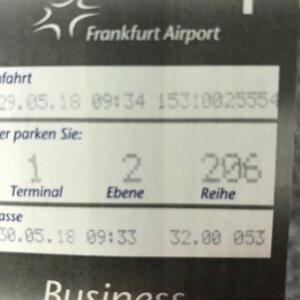 Frankfurt Airport
nfahrt
29.05.18 09:34 15310025554
er parken Sie:
1 2 206
Terminal Ebene Reihe
asse
30.05.18 09:33 32.00 053
Business